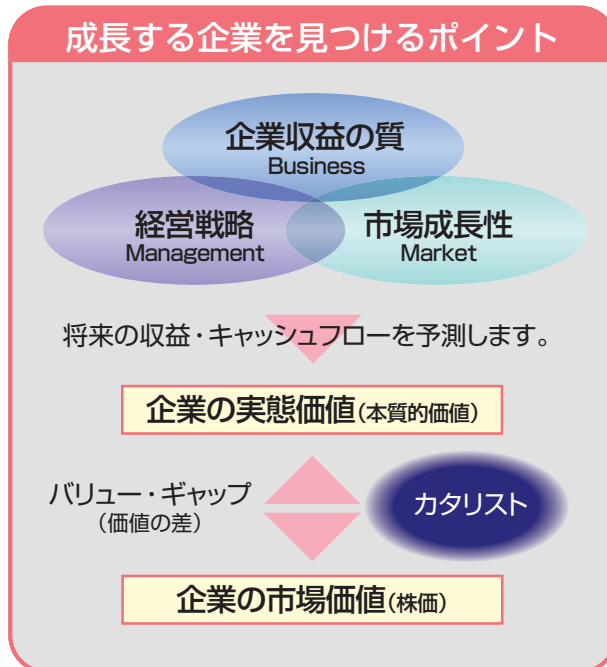 成長する企業を見つけるポイント
企業収益の質
Business
経営戦略
Management
市場成長性
Market
将来の収益・キャッシュフローを予測します。
企業の実態価値(本質的価値)
バリュー・ギャップ
(価値の差)
カタリスト
企業の市場価値(株価)